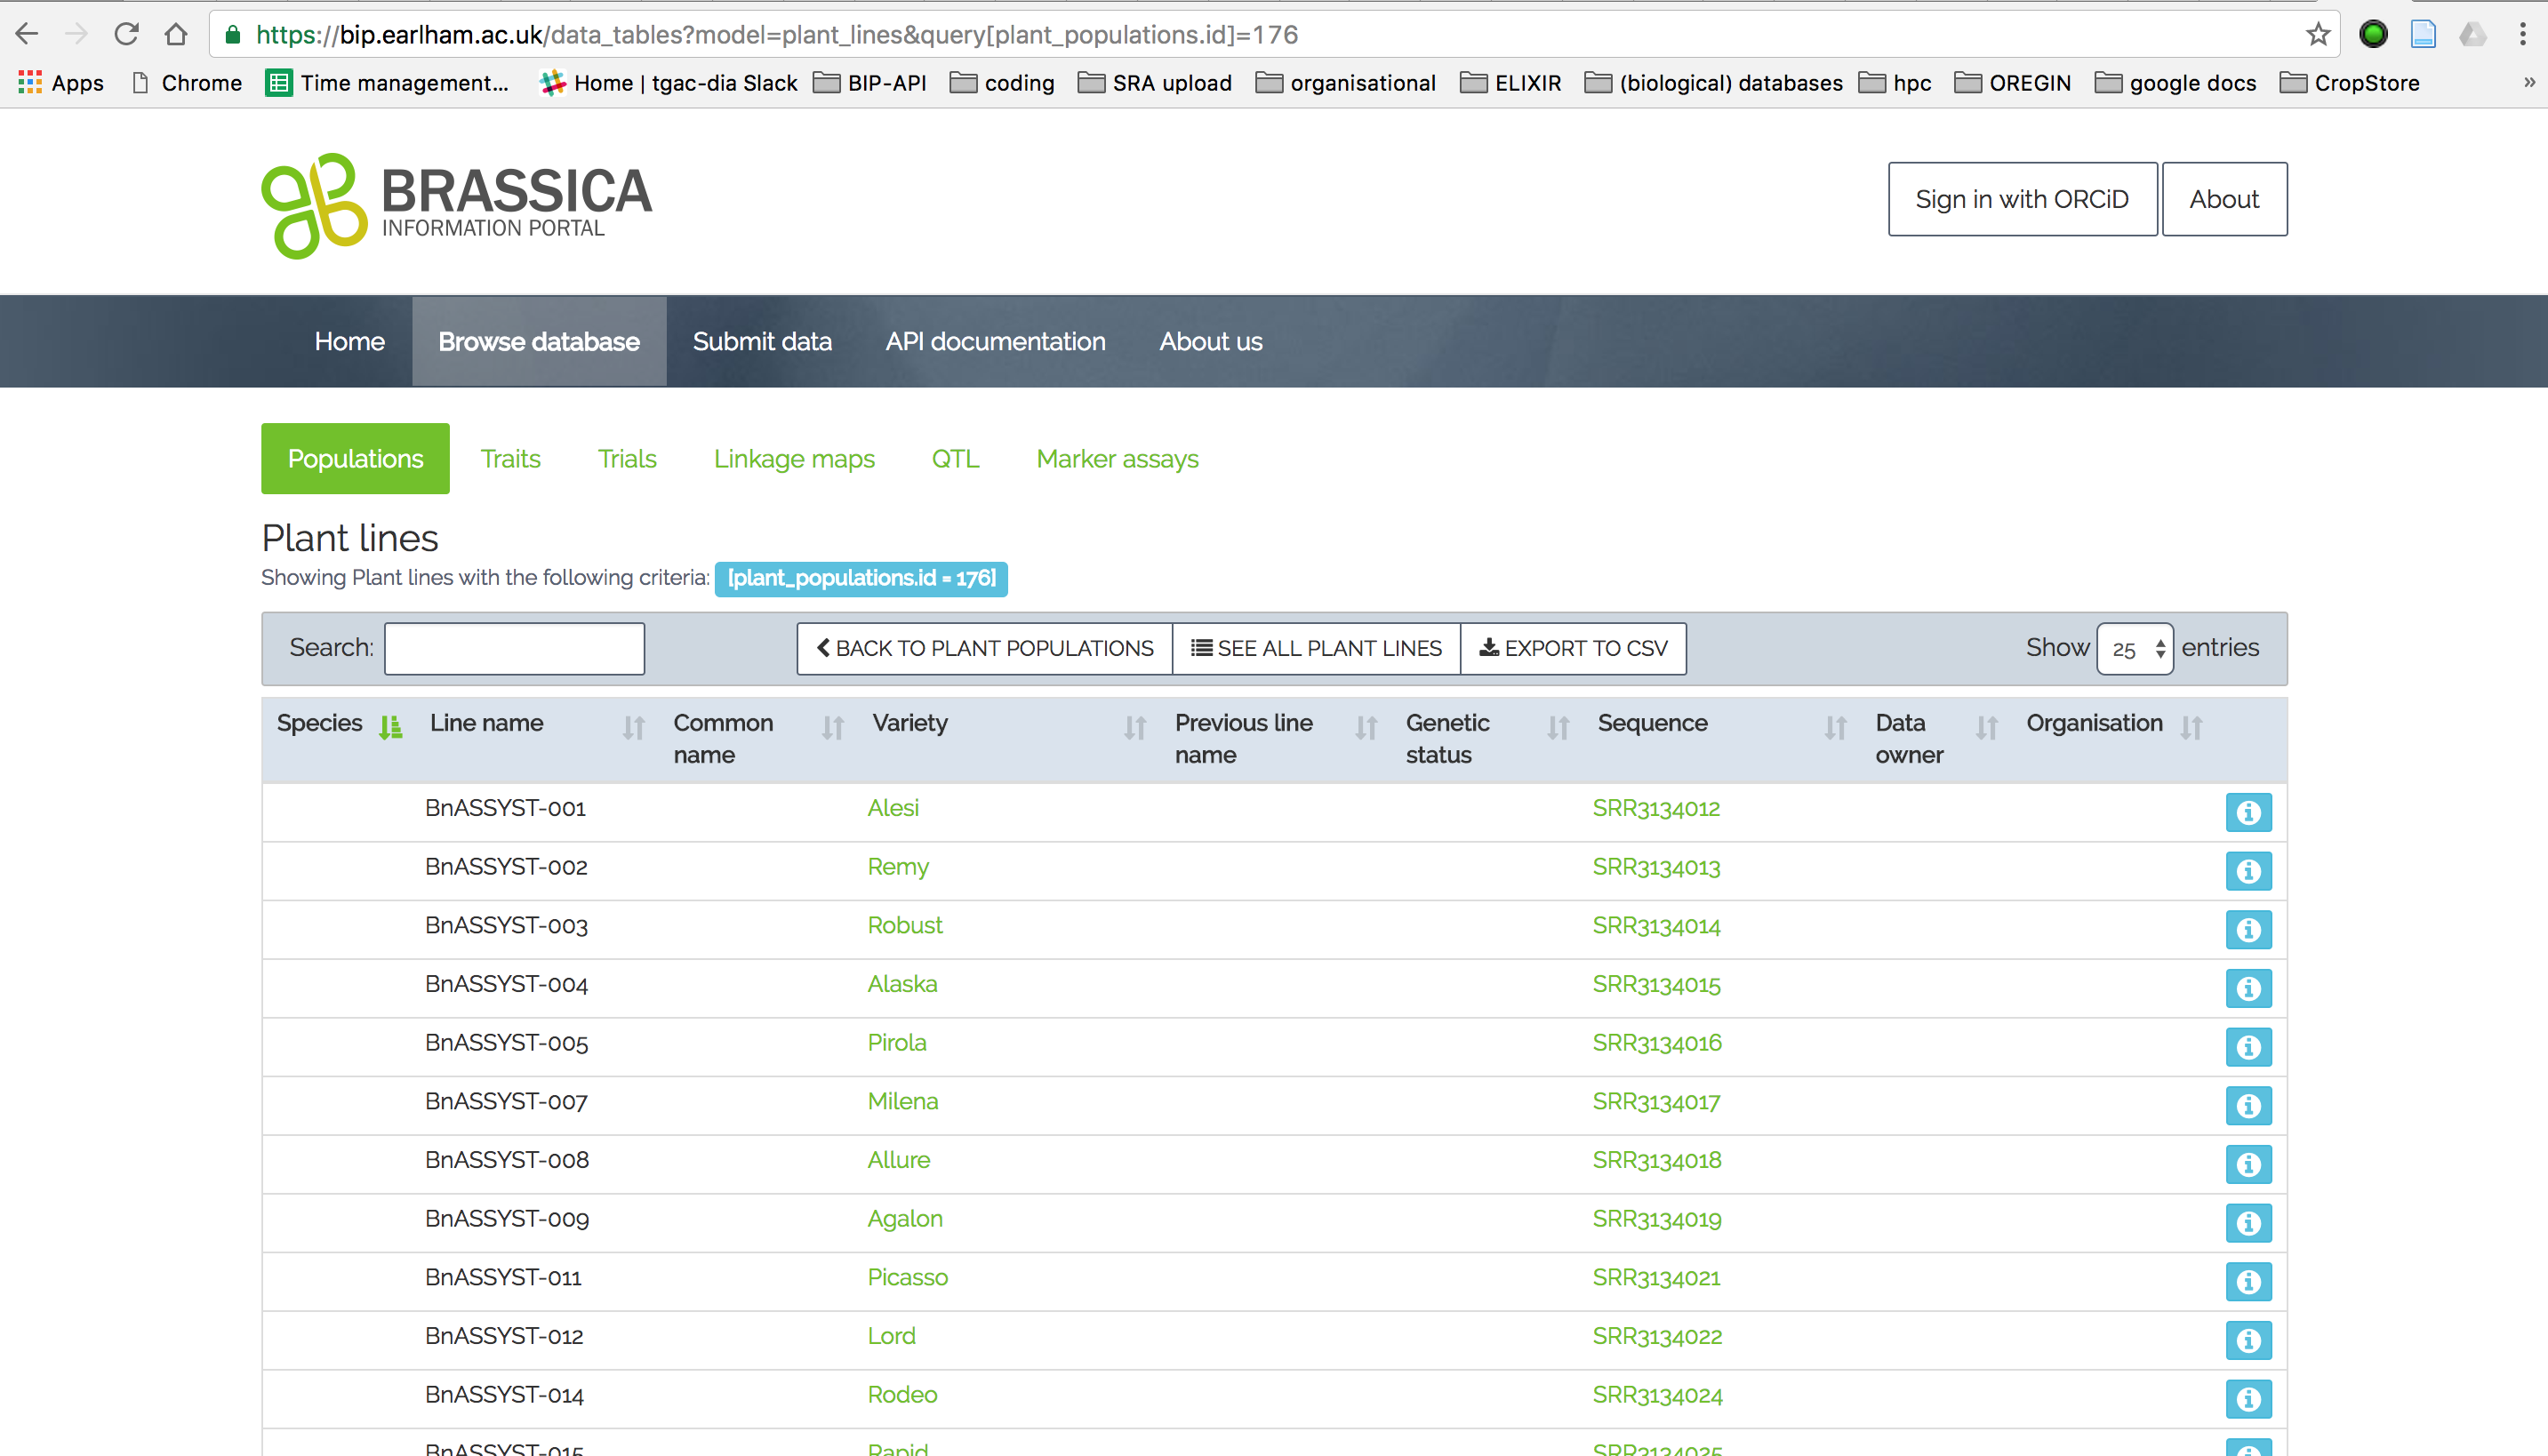 https://bip.earlham.ac.uk/data_tables?model=plant_lines&query[plant_populations.id]=176
Apps Chrome Time management... Home | tgac-dia Slack BIP-API coding SRA upload organisational ELIXIR (biological) databases hpc OREGIN google docs CropStore »
BRASSICA
INFORMATION PORTAL
Sign in with ORCiD About
Home Browse database Submit data API documentation About us
Populations Traits Trials Linkage maps QTL Marker assays
Plant lines
Showing Plant lines with the following criteria: [plant_populations.id = 176]
Search: BACK TO PLANT POPULATIONS SEE ALL PLANT LINES EXPORT TO CSV Show 25 entries
Species Line name Common name Variety Previous line name Genetic status Sequence Data owner Organisation
BnASSYST-001 Alesi SRR3134012
BnASSYST-002 Remy SRR3134013
BnASSYST-003 Robust SRR3134014
BnASSYST-004 Alaska SRR3134015
BnASSYST-005 Pirola SRR3134016
BnASSYST-007 Milena SRR3134017
BnASSYST-008 Allure SRR3134018
BnASSYST-009 Agalon SRR3134019
BnASSYST-011 Picasso SRR3134021
BnASSYST-012 Lord SRR3134022
BnASSYST-014 Rodeo SRR3134024
BnASSYST-015 Rapid SRR3134025